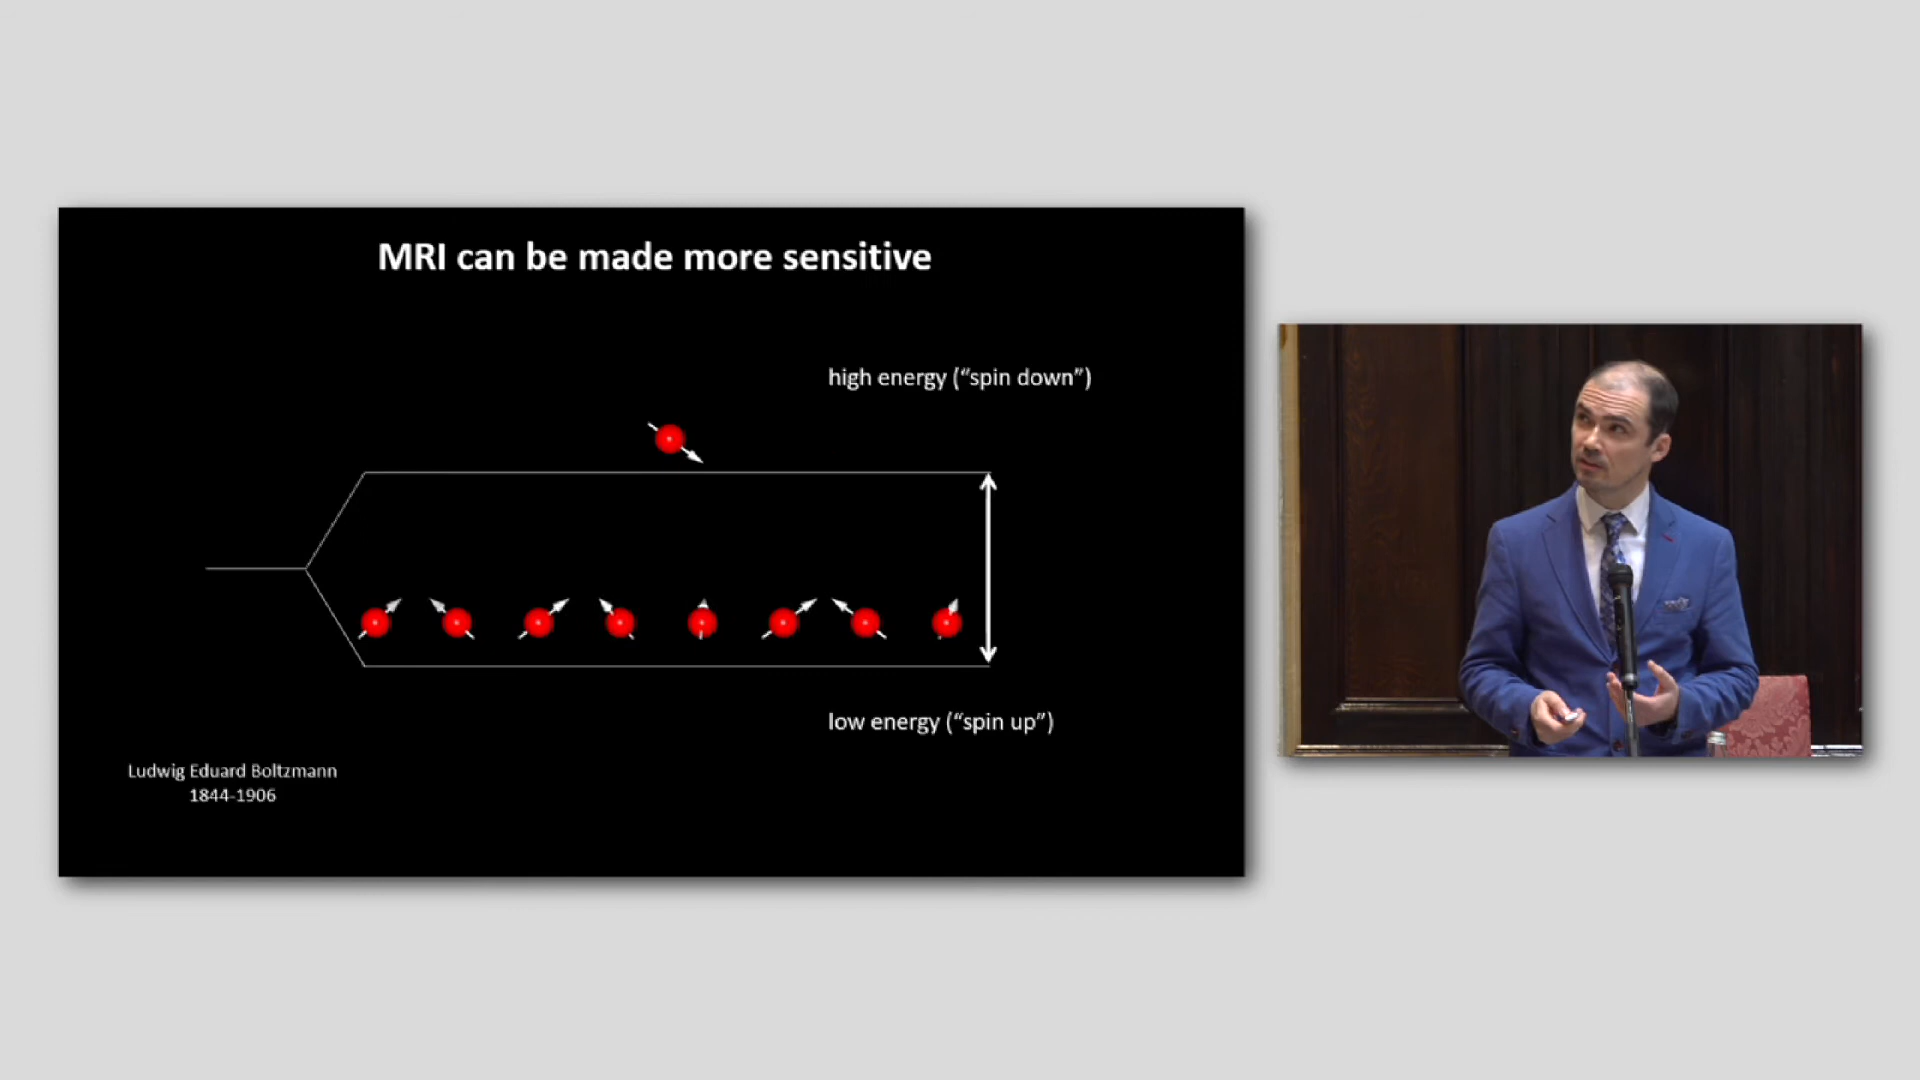 MRI can be made more sensitive
high energy (“spin down”)
low energy (“spin up”)
Ludwig Eduard Boltzmann
1844-1906